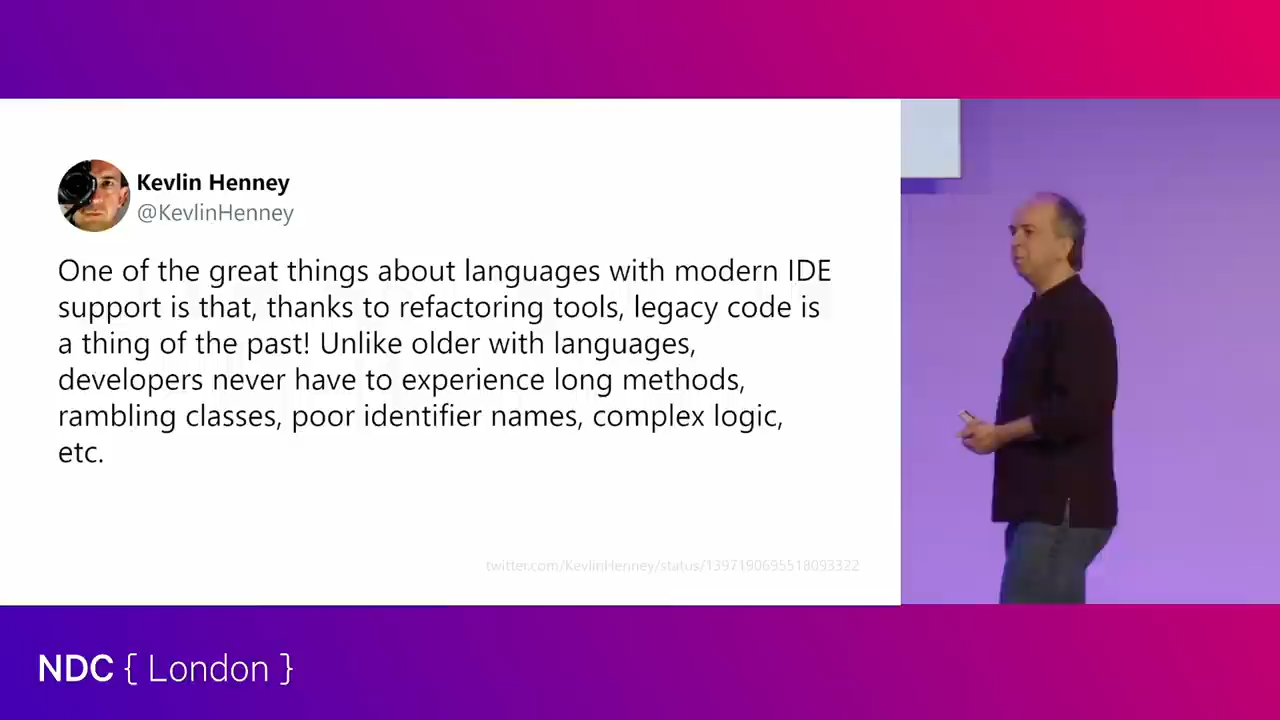 Kevlin Henney
@KevlinHenney
One of the great things about languages with modern IDE
support is that, thanks to refactoring tools, legacy code is
a thing of the past! Unlike older with languages,
developers never have to experience long methods,
rambling classes, poor identifier names, complex logic,
etc.
twitter.com/KevlinHenney/status/1397190695518093322
NDC { London }